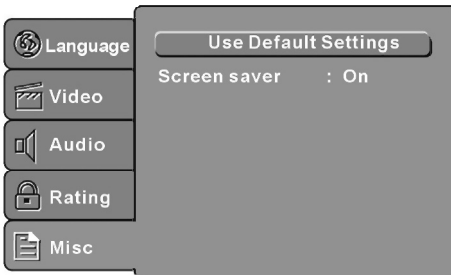 Language
Video
Audio
Rating
Misc
Use Default Settings
Screen saver : On